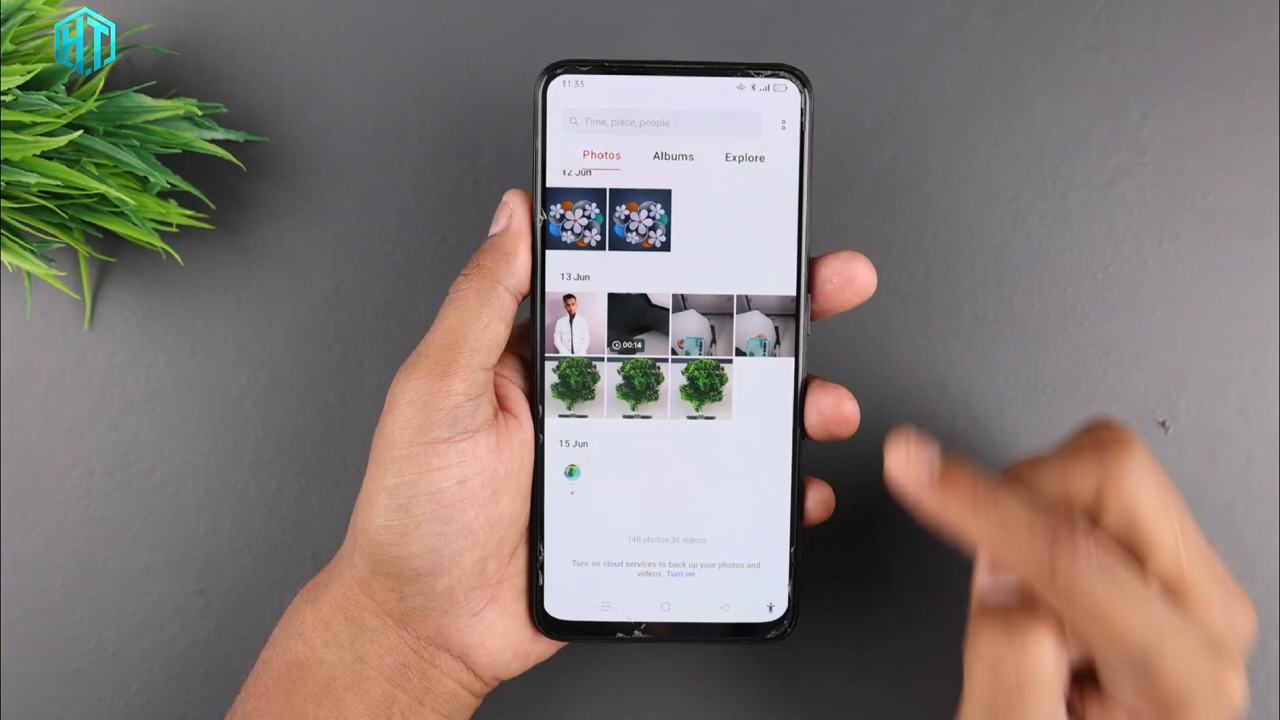 HT
11:33
Time, place, people...
Photos Albums Explore
12 Jun
13 Jun
00:14
15 Jun
148 photos,36 videos
Turn on cloud services to back up your photos and
videos. Turn on